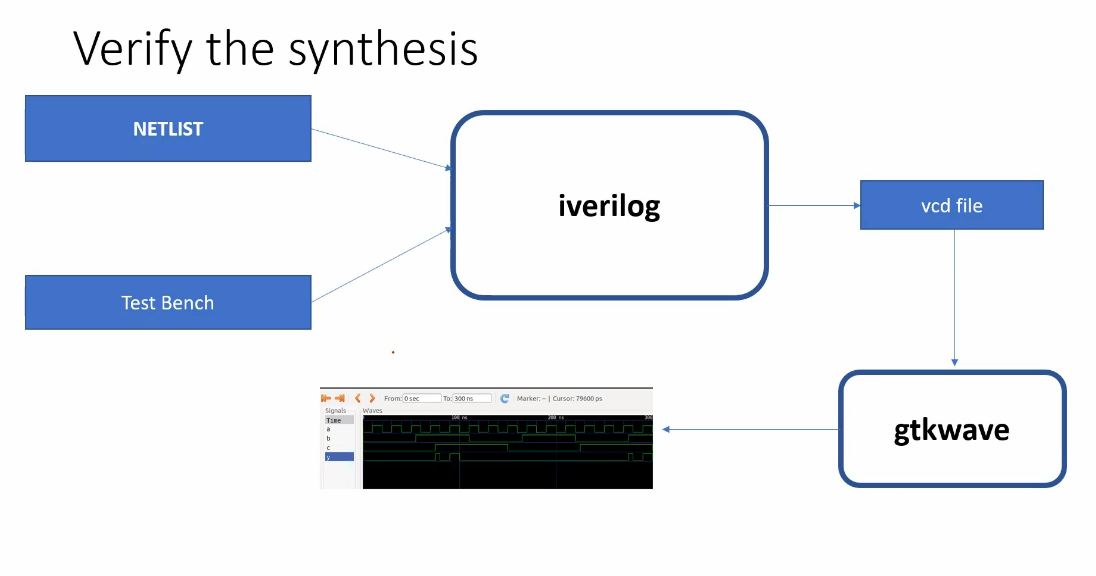 Verify the synthesis
NETLIST
iverilog
vcd file
Test Bench
From: 0 sec To: 300 ns Marker: -- | Cursor: 79600 ps
Signals Waves
Time
100 ns 200 ns 300
a
b
c
y
gtkwave